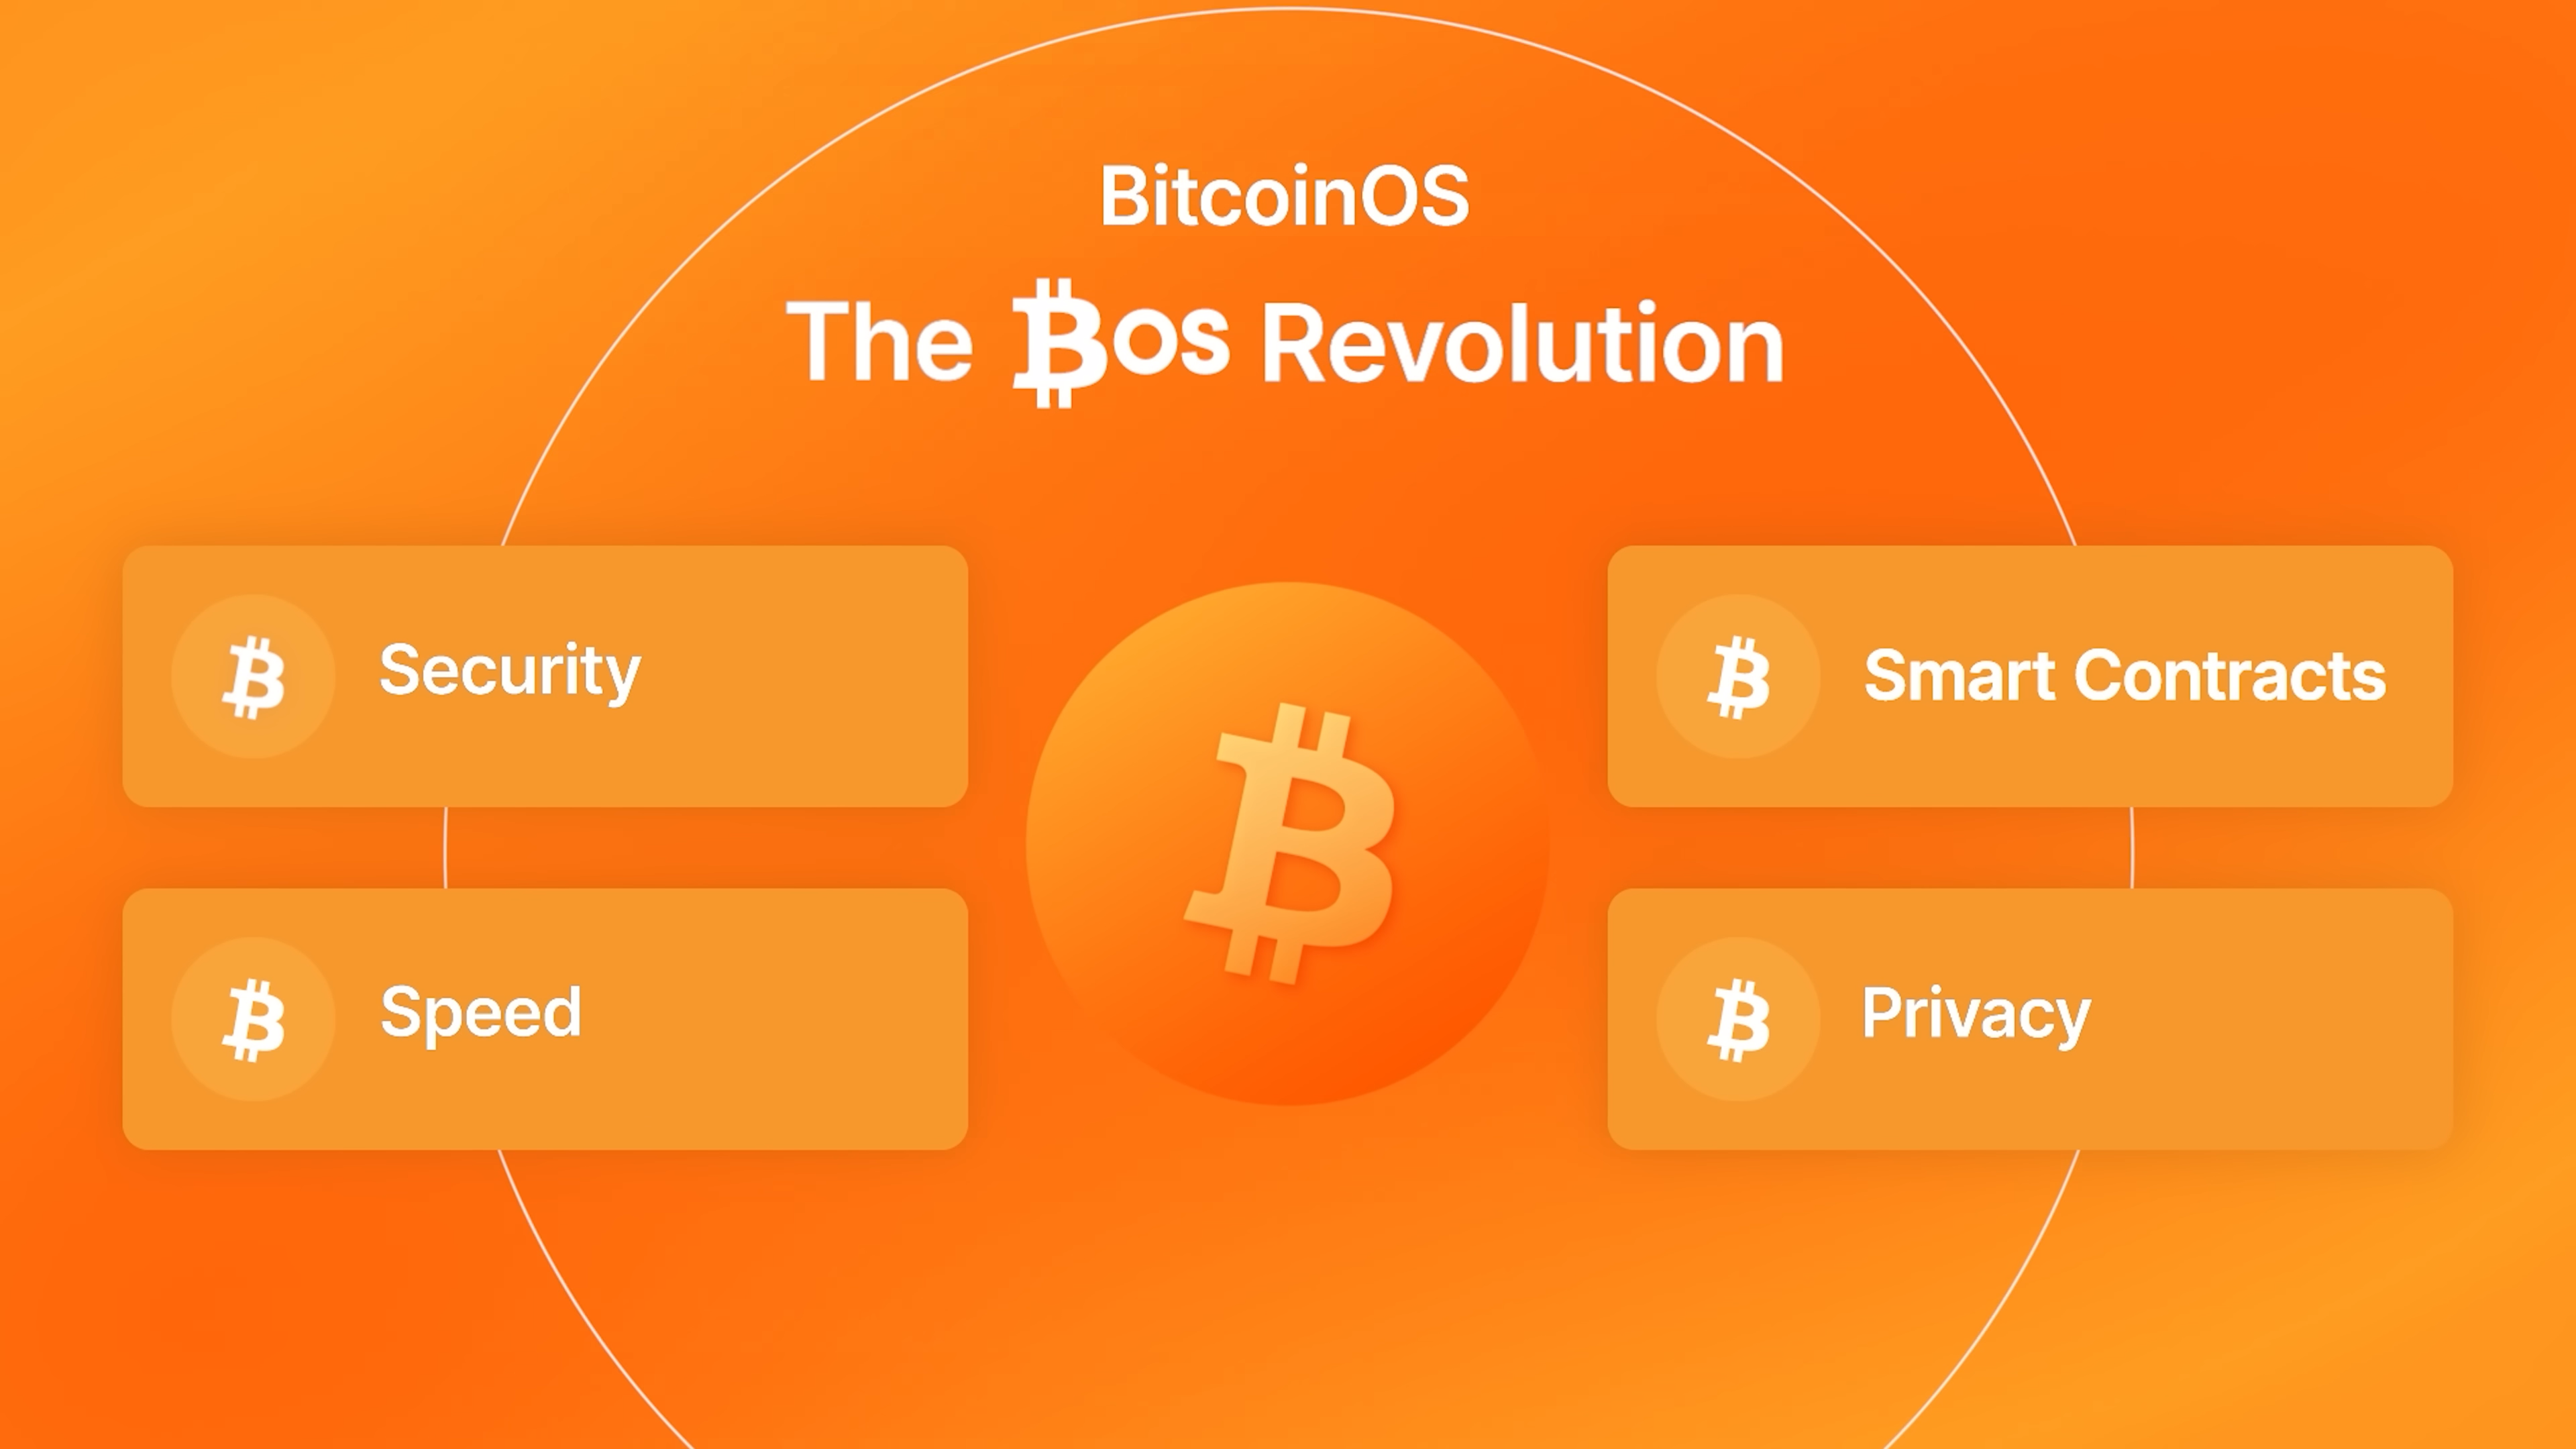 BitcoinOS
The ₿OS Revolution
Security
Smart Contracts
Speed
Privacy